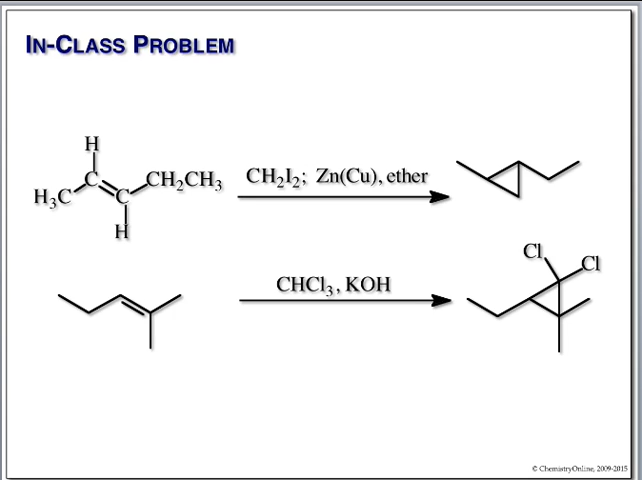 IN-CLASS PROBLEM
H
H₃C C C CH₂CH₃
H
CH₂I₂; Zn(Cu), ether
Cl
Cl
CHCl₃, KOH
© ChemistryOnline, 2009-2015